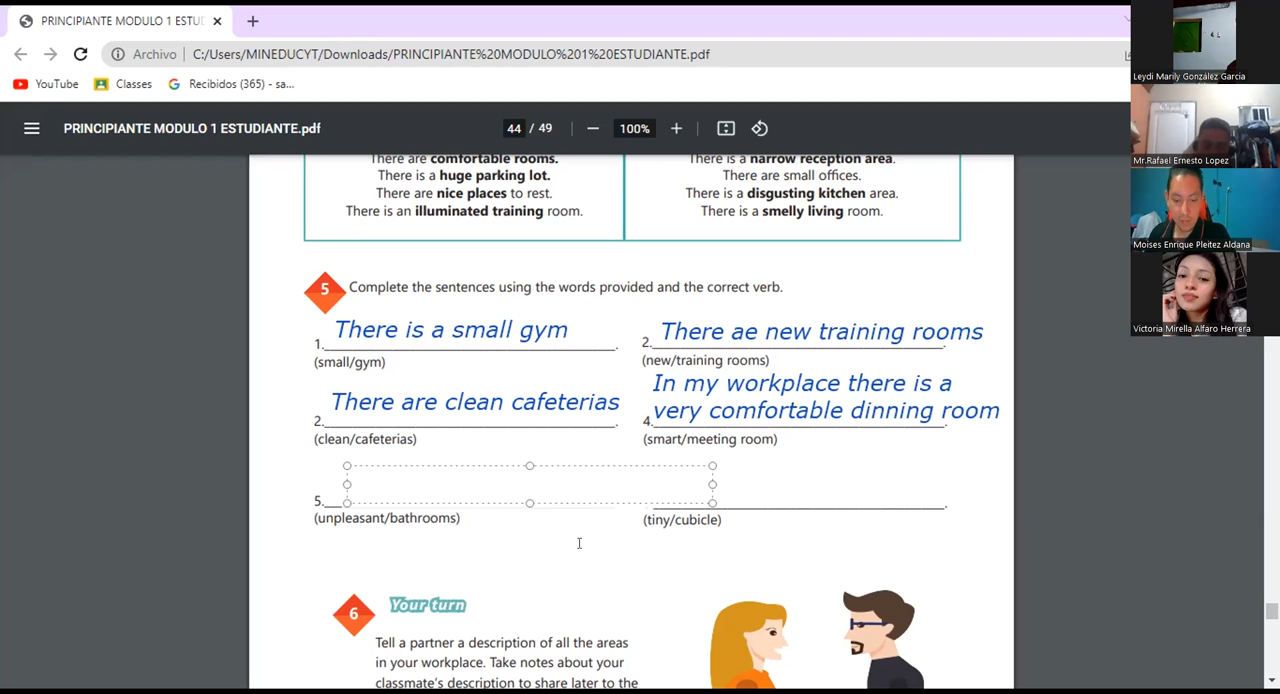 PRINCIPIANTE MODULO 1 ESTU
Archivo
C:/Users/MINEDUCYT/Downloads/PRINCIPIANTE%20MODULO%201%20ESTUDIANTE.pdf
YouTube
Classes
Recibidos (365) - sa...
PRINCIPIANTE MODULO 1 ESTUDIANTE.pdf
44 / 49
100%
There are comfortable rooms.
There is a huge parking lot.
There are nice places to rest.
There is an illuminated training room.
There is a narrow reception area.
There are small offices.
There is a disgusting kitchen area.
There is a smelly living room.
5 Complete the sentences using the words provided and the correct verb.
1. There is a small gym.
(small/gym)
2. There ae new training rooms.
(new/training rooms)
2. There are clean cafeterias.
(clean/cafeterias)
In my workplace there is a
4. very comfortable dinning room.
(smart/meeting room)
5.
(unpleasant/bathrooms)
(tiny/cubicle)
6 Your turn
Tell a partner a description of all the areas
in your workplace. Take notes about your
classmate's description to share later to the
Leydi Marily González Garcia
Mr.Rafael Ernesto Lopez
Moises Enrique Pleitez Aldana
Victoria Mirella Alfaro Herrera